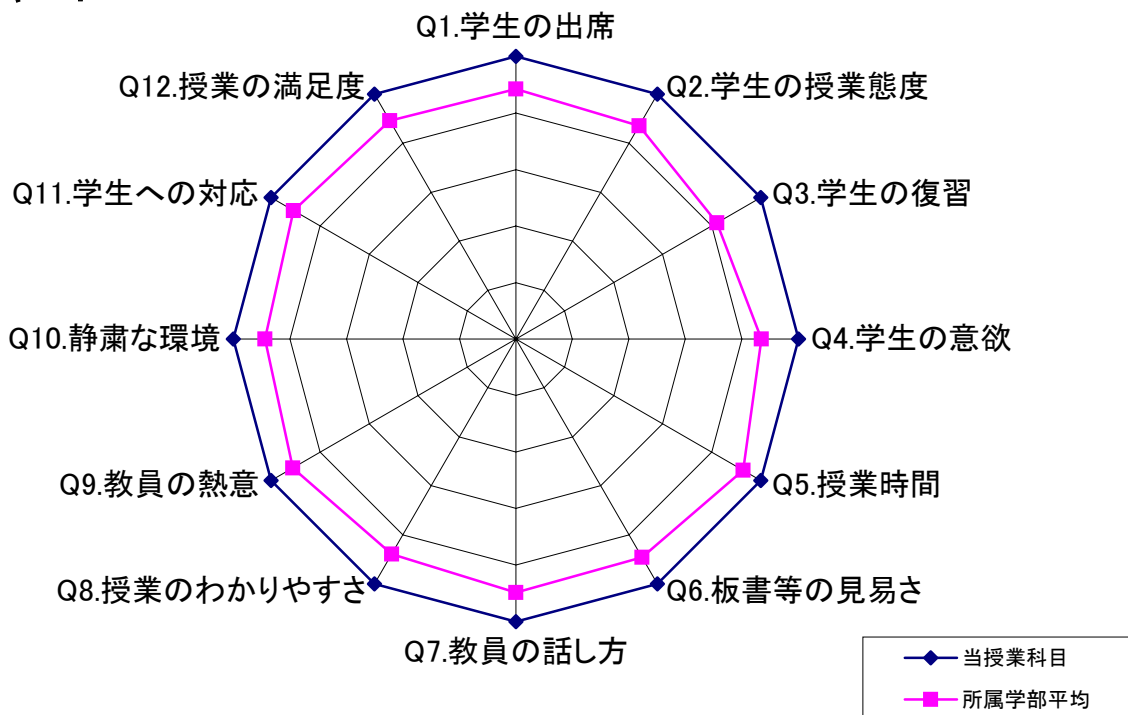 Q1.学生の出席
Q2.学生の授業態度
Q3.学生の復習
Q4.学生の意欲
Q5.授業時間
Q6.板書等の見易さ
Q7.教員の話し方
Q8.授業のわかりやすさ
Q9.教員の熱意
Q10.静粛な環境
Q11.学生への対応
Q12.授業の満足度
当授業科目
所属学部平均